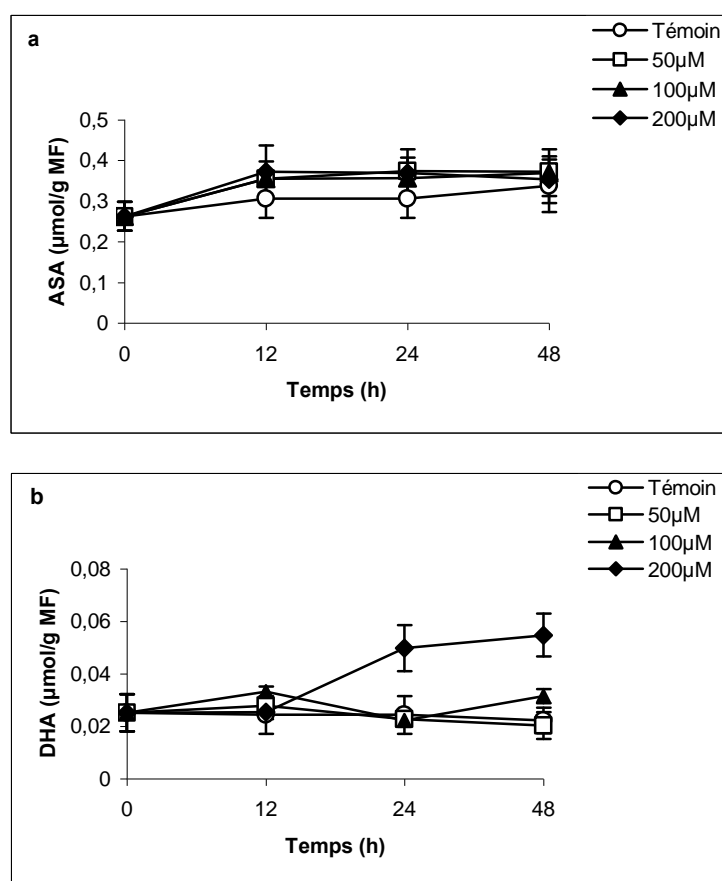 a
Témoin
50µM
100µM
200µM
ASA (µmol/g MF)
0,5
0,4
0,3
0,2
0,1
0
0 12 24 48
Temps (h)
b
Témoin
50µM
100µM
200µM
DHA (µmol/g MF)
0,08
0,06
0,04
0,02
0
0 12 24 48
Temps (h)